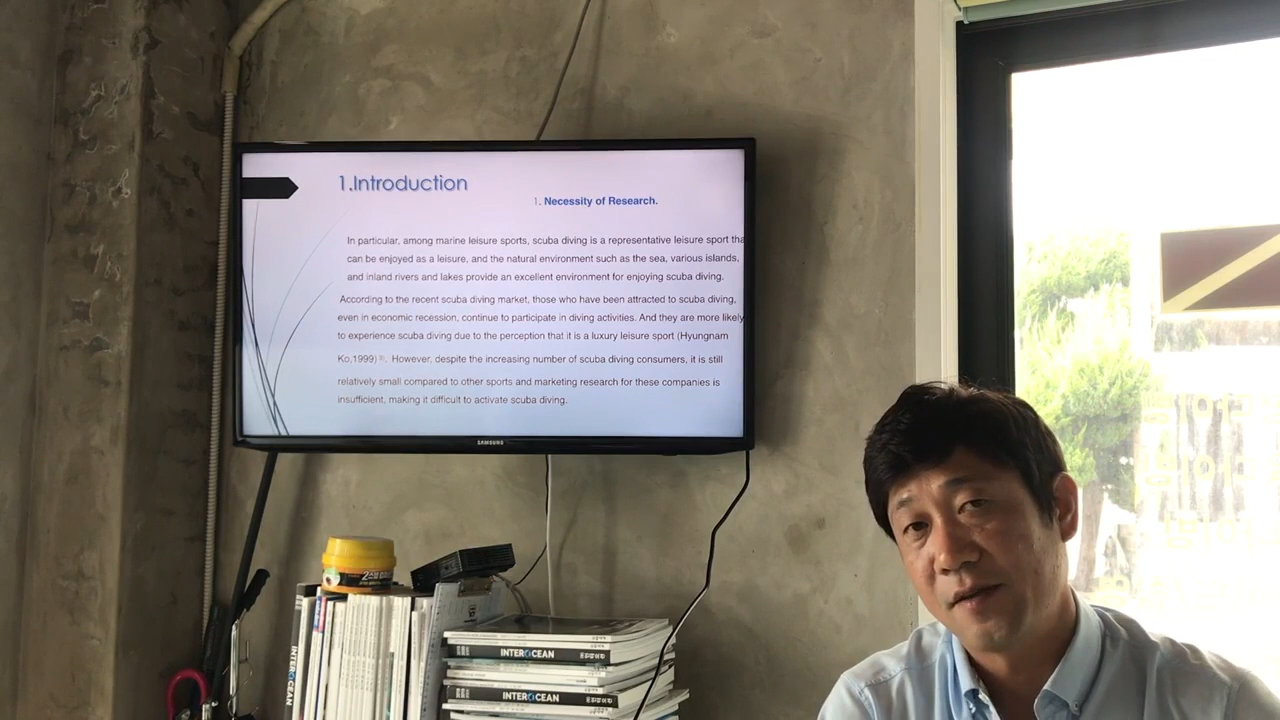 1.Introduction
1. Necessity of Research.
In particular, among marine leisure sports, scuba diving is a representative leisure sport tha
can be enjoyed as a leisure, and the natural environment such as the sea, various islands,
and inland rivers and lakes provide an excellent environment for enjoying scuba diving.
According to the recent scuba diving market, those who have been attracted to scuba diving,
even in economic recession, continue to participate in diving activities. And they are more likely
to experience scuba diving due to the perception that it is a luxury leisure sport (Hyungnam
Ko,1999) 3). However, despite the increasing number of scuba diving consumers, it is still
relatively small compared to other sports and marketing research for these companies is
insufficient, making it difficult to activate scuba diving.
SAMSUNG
INTEROCEAN
INTEROCEAN
INTEROCEAN